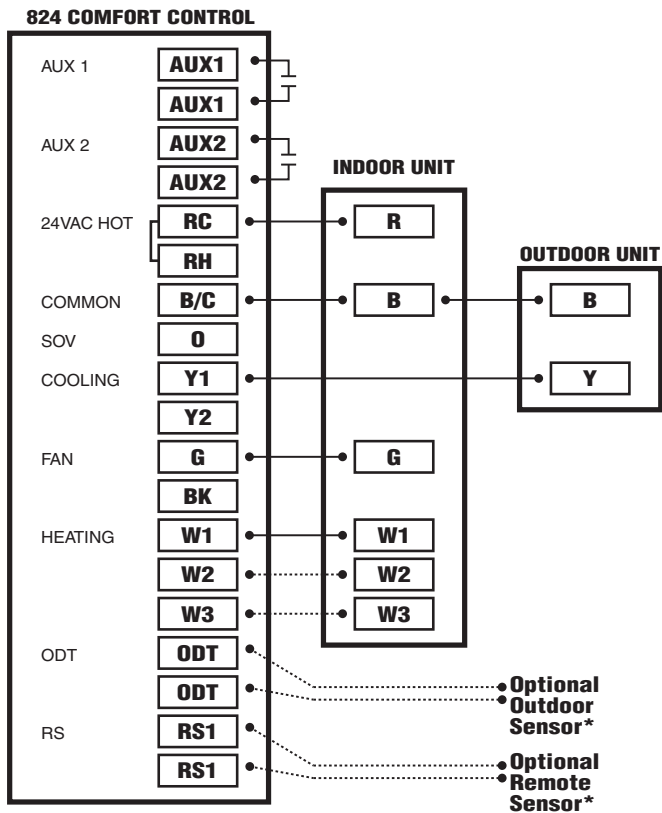 824 COMFORT CONTROL
AUX 1
AUX1
AUX1
AUX 2
AUX2
AUX2
INDOOR UNIT
24VAC HOT
RC
R
RH
OUTDOOR UNIT
COMMON
B/C
B
B
SOV
O
COOLING
Y1
Y
Y2
FAN
G
G
BK
HEATING
W1
W1
W2
W2
W3
W3
ODT
ODT
ODT
Optional
Outdoor
Sensor*
RS
RS1
RS1
Optional
Remote
Sensor*